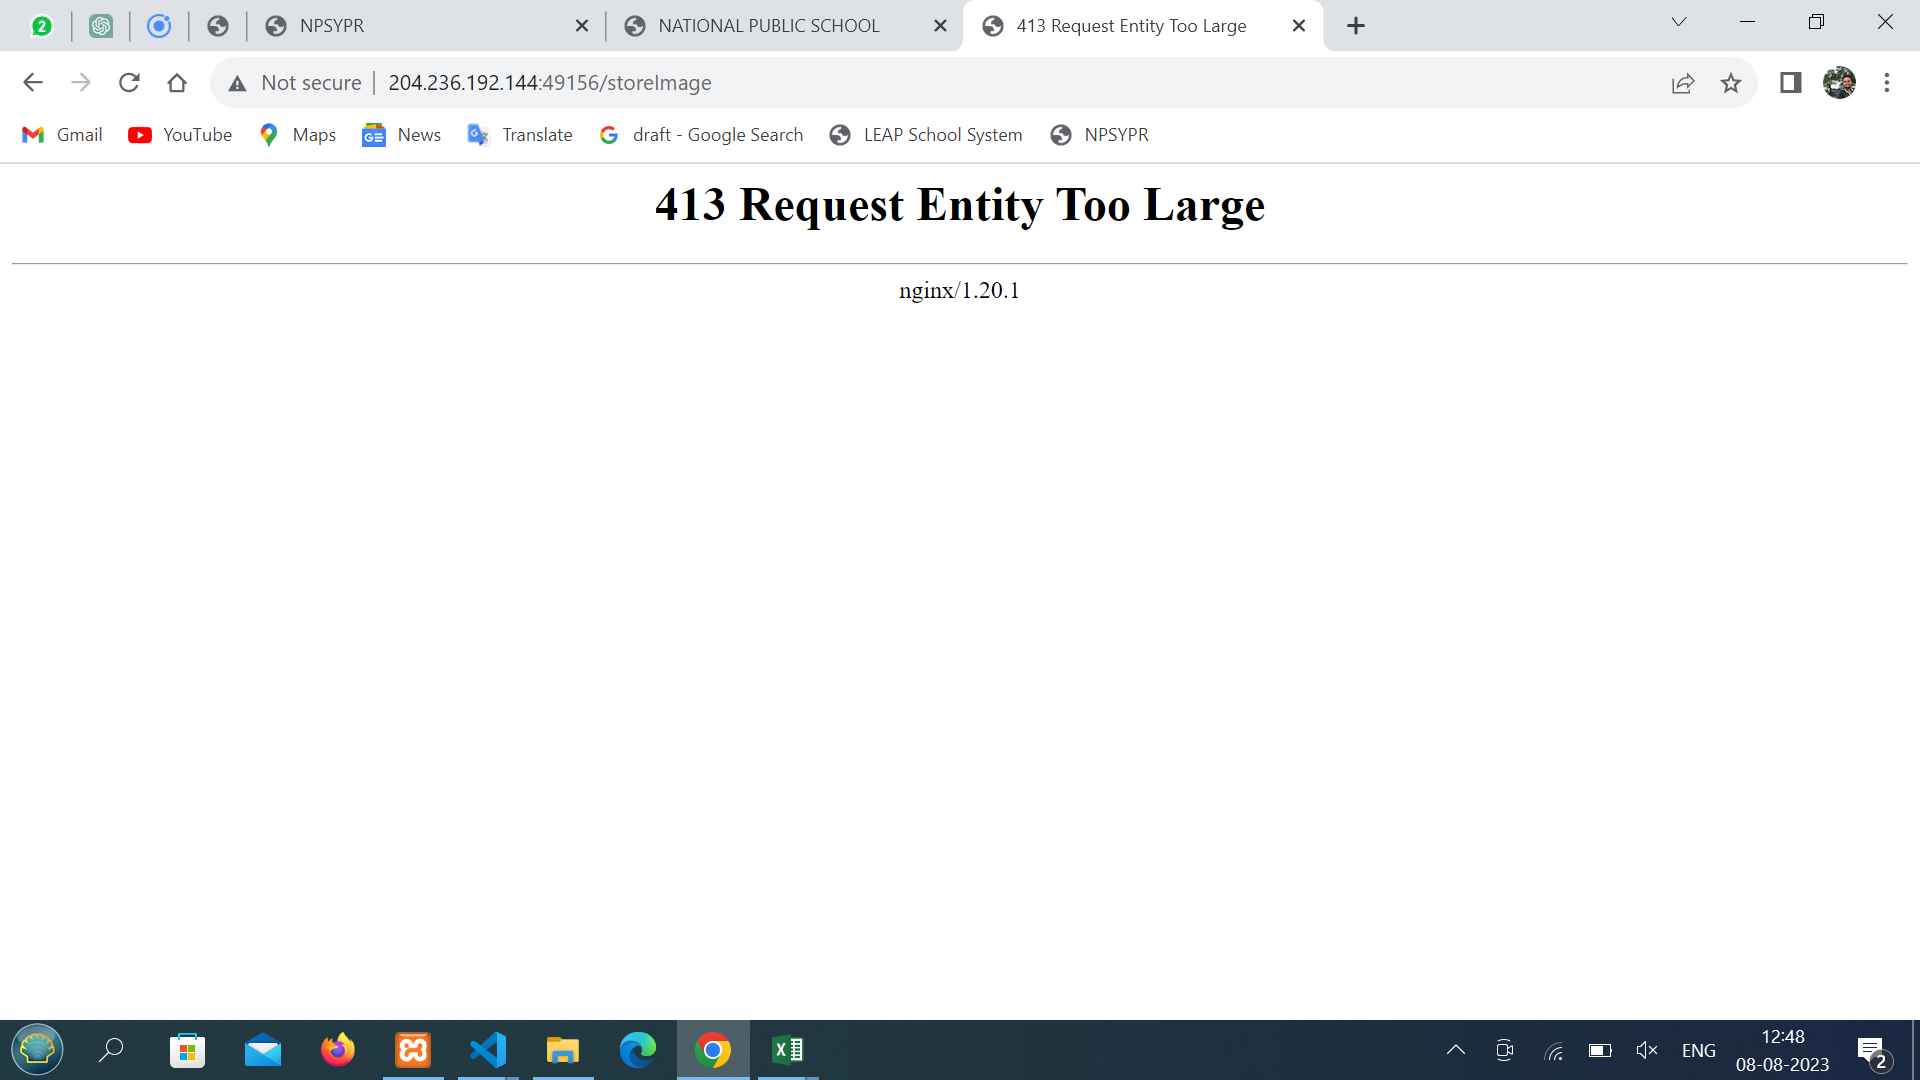 2
NPSYPR
NATIONAL PUBLIC SCHOOL
413 Request Entity Too Large
Not secure
204.236.192.144:49156/storeImage
Gmail
YouTube
Maps
News
Translate
draft - Google Search
LEAP School System
NPSYPR
413 Request Entity Too Large
nginx/1.20.1
ENG
12:48
08-08-2023
2